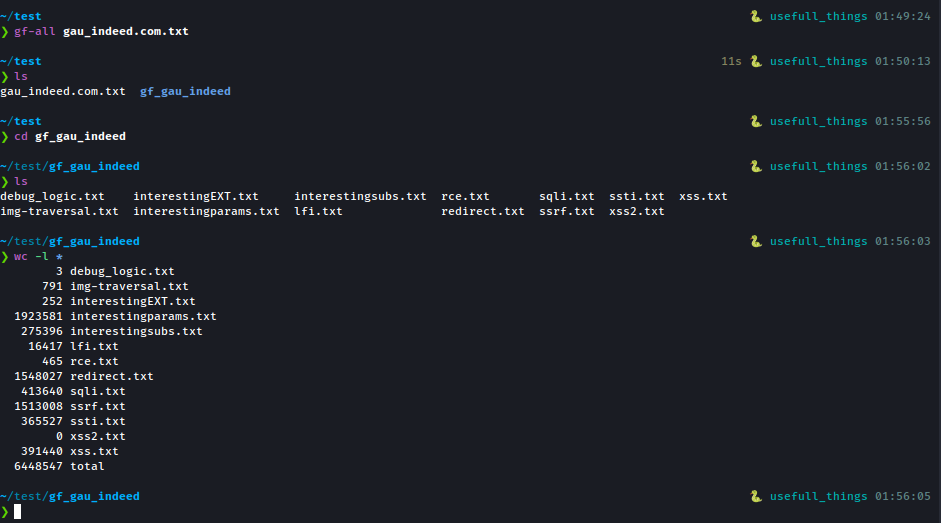 ~/test 🐍 usefull_things 01:49:24
❯ gf-all gau_indeed.com.txt
~/test 11s 🐍 usefull_things 01:50:13
❯ ls
gau_indeed.com.txt gf_gau_indeed
~/test 🐍 usefull_things 01:55:56
❯ cd gf_gau_indeed
~/test/gf_gau_indeed 🐍 usefull_things 01:56:02
❯ ls
debug_logic.txt interestingEXT.txt interestingsubs.txt rce.txt sqli.txt ssti.txt xss.txt
img-traversal.txt interestingparams.txt lfi.txt redirect.txt ssrf.txt xss2.txt
~/test/gf_gau_indeed 🐍 usefull_things 01:56:03
❯ wc -l *
3 debug_logic.txt
791 img-traversal.txt
252 interestingEXT.txt
1923581 interestingparams.txt
275396 interestingsubs.txt
16417 lfi.txt
465 rce.txt
1548027 redirect.txt
413640 sqli.txt
1513008 ssrf.txt
365527 ssti.txt
0 xss2.txt
391440 xss.txt
6448547 total
~/test/gf_gau_indeed 🐍 usefull_things 01:56:05
❯